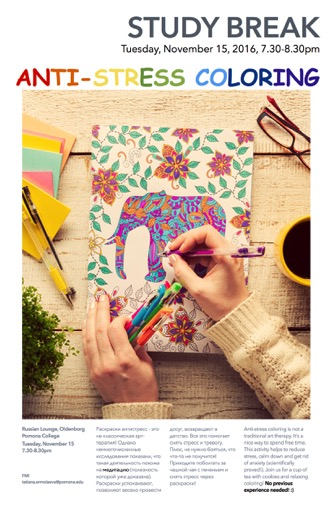 STUDY BREAK
Tuesday, November 15, 2016, 7.30-8.30pm
ANTI-STRESS COLORING
Russian Lounge, Oldenborg
Pomona College
Tuesday, November 15
7.30-8.30pm
FMI:
tatiana.ermolaeva@pomona.edu
Раскраски антистресс - это
не классическая арт-
терапия! Однако
многочисленные
исследования показали, что
такая деятельность похожа
на медитацию (полезность
которой уже доказана).
Раскраски успокаивают,
позволяют весело провести
досуг, возвращают в
детство. Все это помогает
снять стресс и тревогу.
Плюс, не нужно бояться, что
что-то не получится!
Приходите поболтать за
чашкой чая с печеньем и
снять стресс через
раскраски!
Anti-stress coloring is not a
traditional art therapy. It's a
nice way to spend free time.
This activity helps to reduce
stress, calm down and get rid
of anxiety (scientifically
proved!). Join us for a cup of
tea with cookies and relaxing
coloring! No previous
experience needed! :)